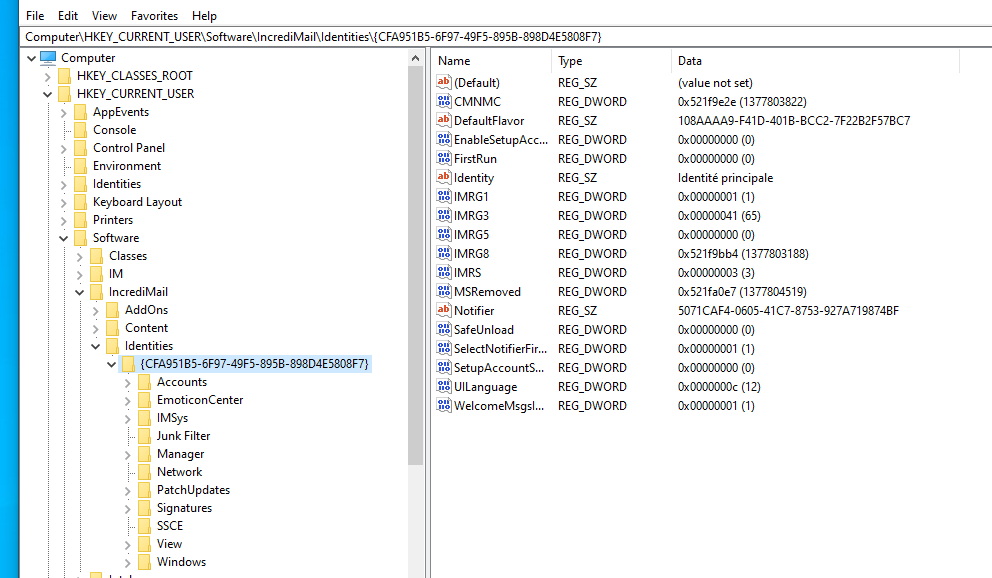 File Edit View Favorites Help
Computer\HKEY_CURRENT_USER\Software\IncrediMail\Identities\{CFA951B5-6F97-49F5-895B-898D4E5808F7}
Computer
HKEY_CLASSES_ROOT
HKEY_CURRENT_USER
AppEvents
Console
Control Panel
Environment
Identities
Keyboard Layout
Printers
Software
Classes
IM
IncrediMail
AddOns
Content
Identities
{CFA951B5-6F97-49F5-895B-898D4E5808F7}
Accounts
EmoticonCenter
IMSys
Junk Filter
Manager
Network
PatchUpdates
Signatures
SSCE
View
Windows
Name Type Data
(Default) REG_SZ (value not set)
CMNMC REG_DWORD 0x521f9e2e (1377803822)
DefaultFlavor REG_SZ 108AAAA9-F41D-401B-BCC2-7F22B2F57BC7
EnableSetupAcc... REG_DWORD 0x00000000 (0)
FirstRun REG_DWORD 0x00000000 (0)
Identity REG_SZ Identité principale
IMRG1 REG_DWORD 0x00000001 (1)
IMRG3 REG_DWORD 0x00000041 (65)
IMRG5 REG_DWORD 0x00000000 (0)
IMRG8 REG_DWORD 0x521f9bb4 (1377803188)
IMRS REG_DWORD 0x00000003 (3)
MSRemoved REG_DWORD 0x521fa0e7 (1377804519)
Notifier REG_SZ 5071CAF4-0605-41C7-8753-927A719874BF
SafeUnload REG_DWORD 0x00000000 (0)
SelectNotifierFir... REG_DWORD 0x00000001 (1)
SetupAccountS... REG_DWORD 0x00000000 (0)
UILanguage REG_DWORD 0x0000000c (12)
WelcomeMsgsI... REG_DWORD 0x00000001 (1)